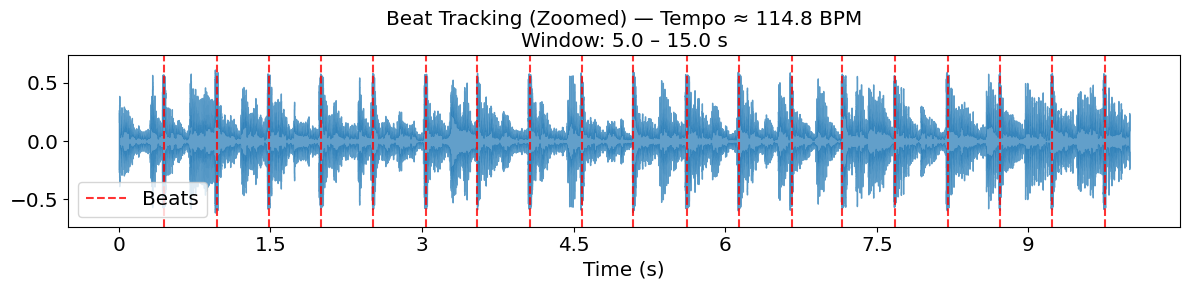 Beat Tracking (Zoomed) — Tempo ≈ 114.8 BPM
Window: 5.0 – 15.0 s
0.5
0.0
−0.5
Beats
0 1.5 3 4.5 6 7.5 9
Time (s)